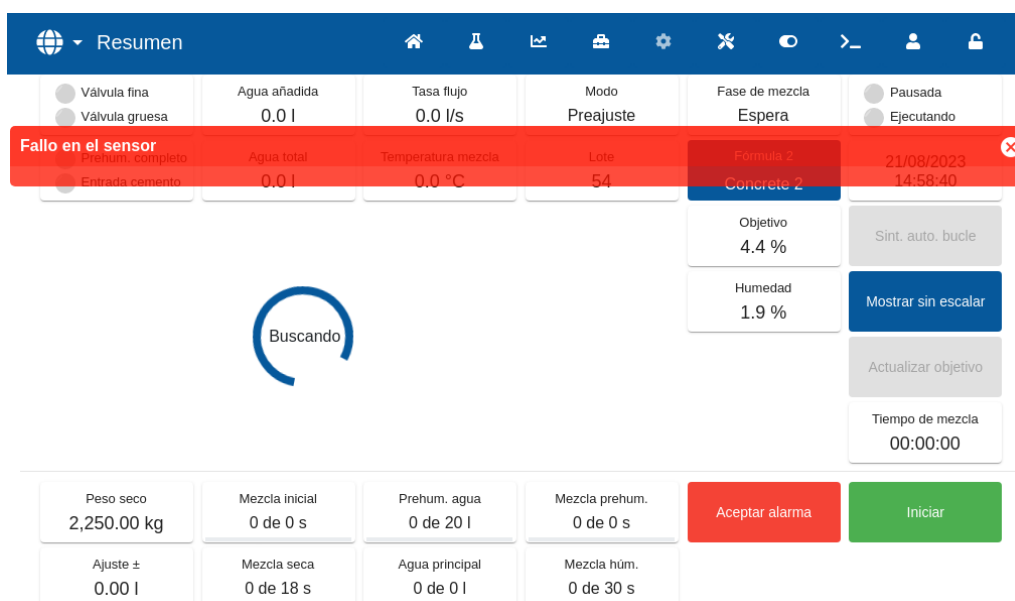 Resumen
Válvula fina
Válvula gruesa
Agua añadida
0.0 l
Tasa flujo
0.0 l/s
Modo
Preajuste
Fase de mezcla
Espera
Pausada
Ejecutando
Fallo en el sensor
Prehum. completo
Entrada cemento
Agua total
0.0 l
Temperatura mezcla
0.0 °C
Lote
54
Fórmula 2
Concrete 2
21/08/2023
14:58:40
Objetivo
4.4 %
Sint. auto. bucle
Humedad
1.9 %
Mostrar sin escalar
Buscando
Actualizar objetivo
Tiempo de mezcla
00:00:00
Peso seco
2,250.00 kg
Mezcla inicial
0 de 0 s
Prehum. agua
0 de 20 l
Mezcla prehum.
0 de 0 s
Aceptar alarma
Iniciar
Ajuste ±
0.00 l
Mezcla seca
0 de 18 s
Agua principal
0 de 0 l
Mezcla húm.
0 de 30 s